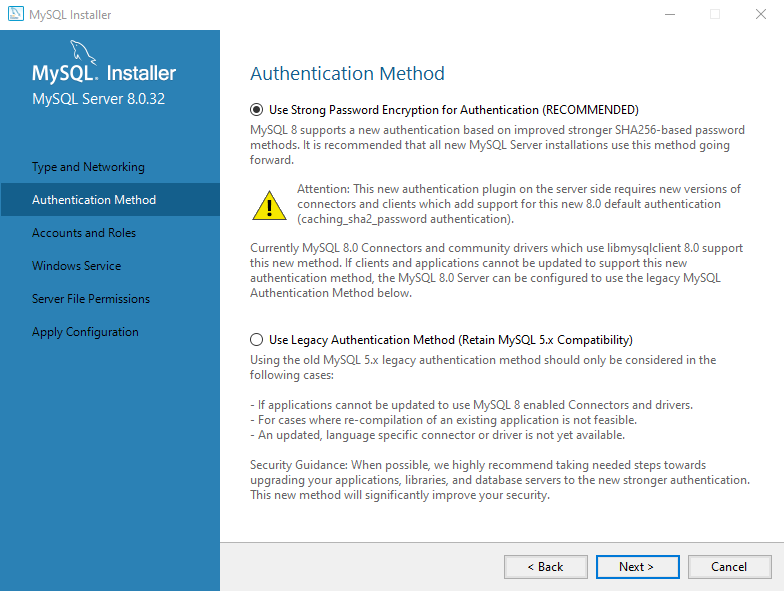 MySQL Installer
MySQL. Installer
MySQL Server 8.0.32
Type and Networking
Authentication Method
Accounts and Roles
Windows Service
Server File Permissions
Apply Configuration
Authentication Method
Use Strong Password Encryption for Authentication (RECOMMENDED)
MySQL 8 supports a new authentication based on improved stronger SHA256-based password
methods. It is recommended that all new MySQL Server installations use this method going
forward.
Attention: This new authentication plugin on the server side requires new versions of
connectors and clients which add support for this new 8.0 default authentication
(caching_sha2_password authentication).
Currently MySQL 8.0 Connectors and community drivers which use libmysqlclient 8.0 support
this new method. If clients and applications cannot be updated to support this new
authentication method, the MySQL 8.0 Server can be configured to use the legacy MySQL
Authentication Method below.
Use Legacy Authentication Method (Retain MySQL 5.x Compatibility)
Using the old MySQL 5.x legacy authentication method should only be considered in the
following cases:
- If applications cannot be updated to use MySQL 8 enabled Connectors and drivers.
- For cases where re-compilation of an existing application is not feasible.
- An updated, language specific connector or driver is not yet available.
Security Guidance: When possible, we highly recommend taking needed steps towards
upgrading your applications, libraries, and database servers to the new stronger authentication.
This new method will significantly improve your security.
< Back
Next >
Cancel